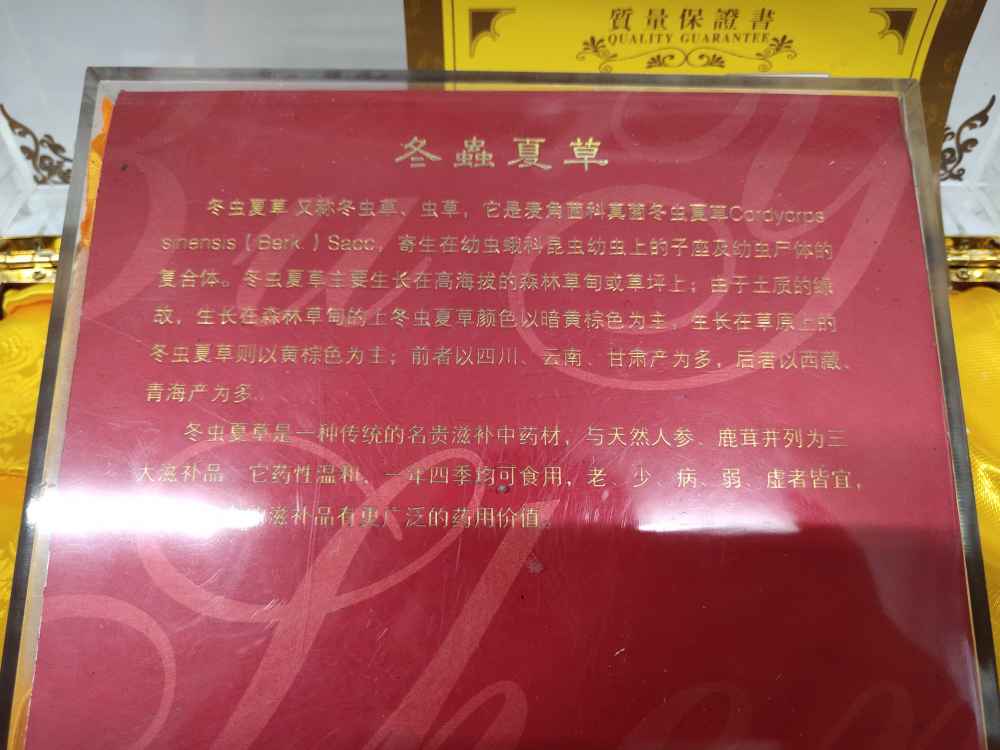 質量保證書
QUALITY GUARANTEE
冬蟲夏草
冬虫夏草 又称冬虫草、虫草，它是麦角菌科真菌冬虫夏草Cordycrps
sinensis（Berk.）Sacc，寄生在幼虫蛾科昆虫幼虫上的子座及幼虫尸体的
复合体。冬虫夏草主要生长在高海拔的森林草甸或草坪上；由于土质的缘
故，生长在森林草甸的上冬虫夏草颜色以暗黄棕色为主，生长在草原上的
冬虫夏草则以黄棕色为主；前者以四川、云南、甘肃产为多，后者以西藏、
青海产为多。
冬虫夏草是一种传统的名贵滋补中药材，与天然人参、鹿茸并列为三
大滋补品 它药性温和，一年四季均可食用，老、少、病、弱、虚者皆宜，
滋补品有更广泛的药用价值。